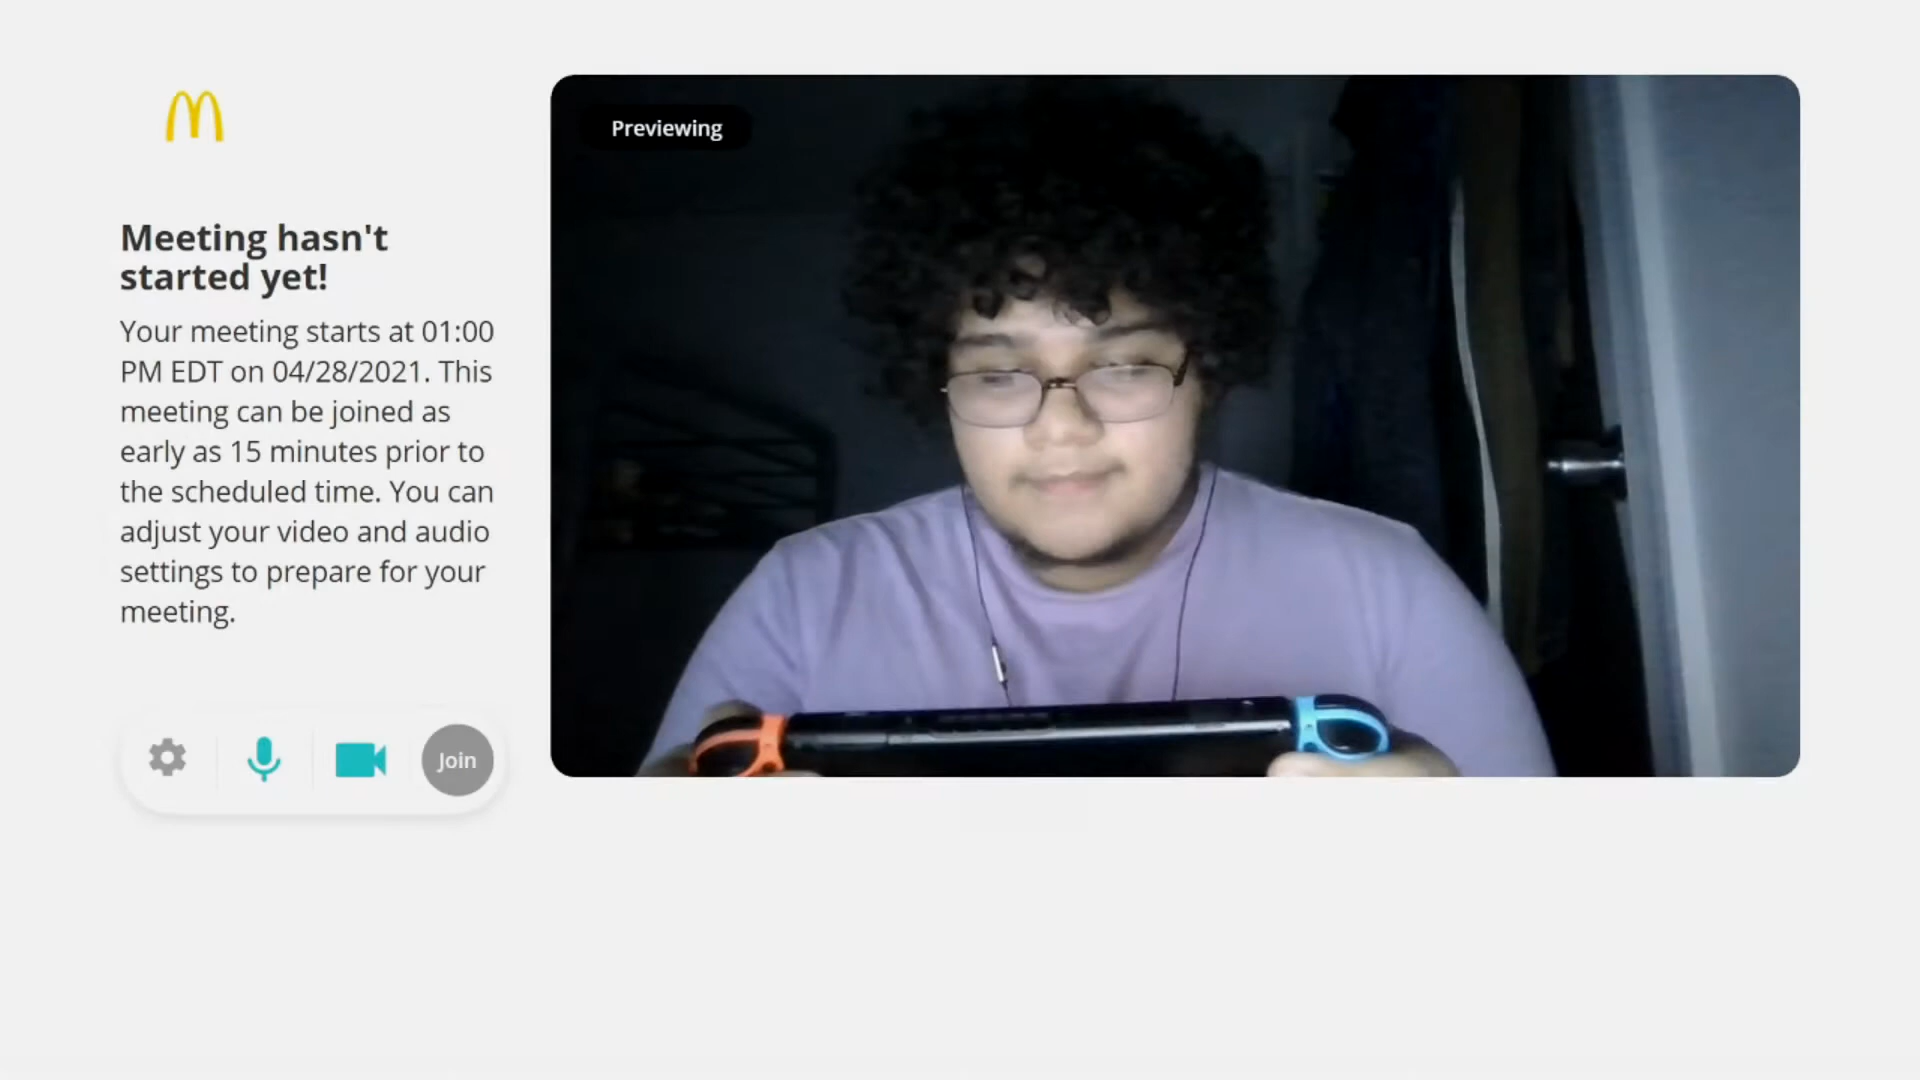 Previewing
Meeting hasn't
started yet!
Your meeting starts at 01:00
PM EDT on 04/28/2021. This
meeting can be joined as
early as 15 minutes prior to
the scheduled time. You can
adjust your video and audio
settings to prepare for your
meeting.
Join